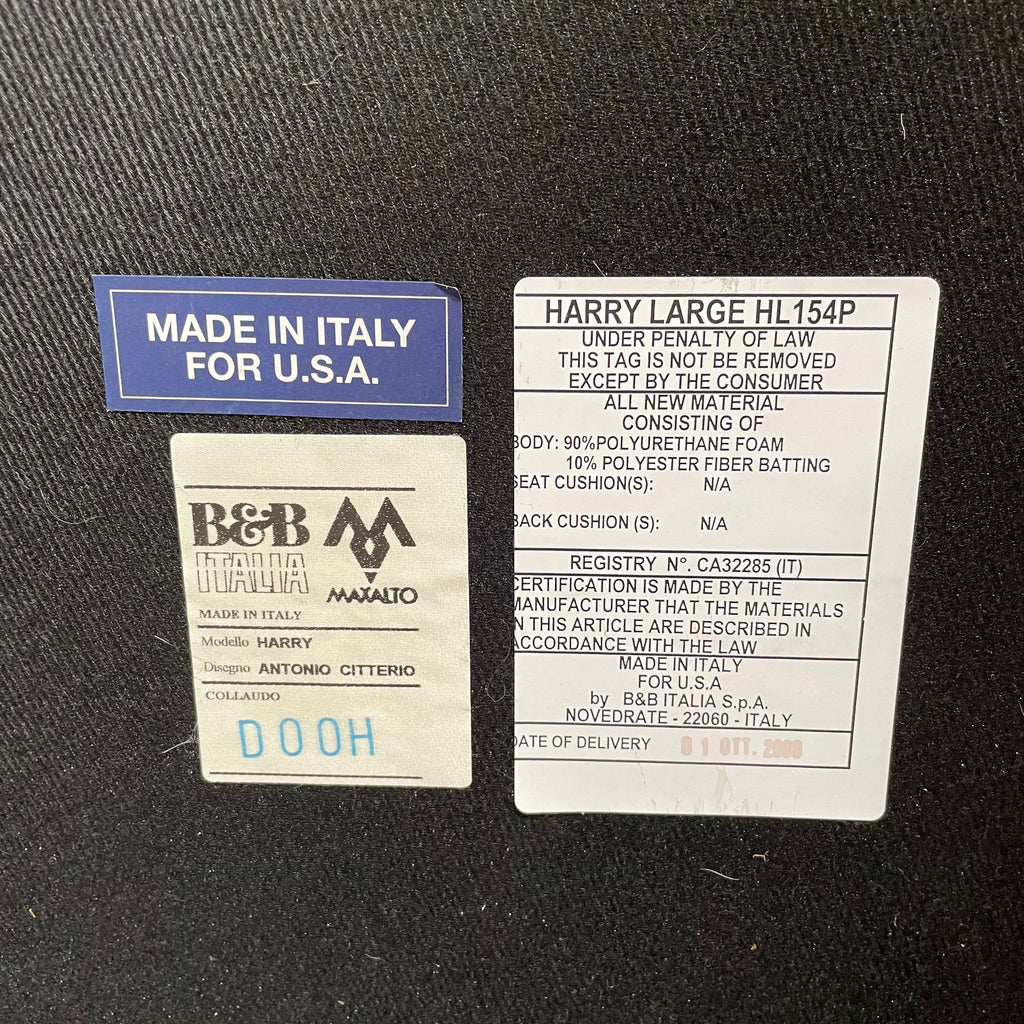 MADE IN ITALY
FOR U.S.A.
B&B
ITALIA
MAXALTO
MADE IN ITALY
Modello HARRY
Disegno ANTONIO CITTERIO
COLLAUDO
D00H
HARRY LARGE HL154P
UNDER PENALTY OF LAW
THIS TAG IS NOT BE REMOVED
EXCEPT BY THE CONSUMER
ALL NEW MATERIAL
CONSISTING OF
BODY: 90%POLYURETHANE FOAM
10% POLYESTER FIBER BATTING
SEAT CUSHION(S): N/A
BACK CUSHION (S): N/A
REGISTRY N°. CA32285 (IT)
CERTIFICATION IS MADE BY THE
MANUFACTURER THAT THE MATERIALS
IN THIS ARTICLE ARE DESCRIBED IN
ACCORDANCE WITH THE LAW
MADE IN ITALY
FOR U.S.A
by B&B ITALIA S.p.A.
NOVEDRATE - 22060 - ITALY
DATE OF DELIVERY 01 OTT.